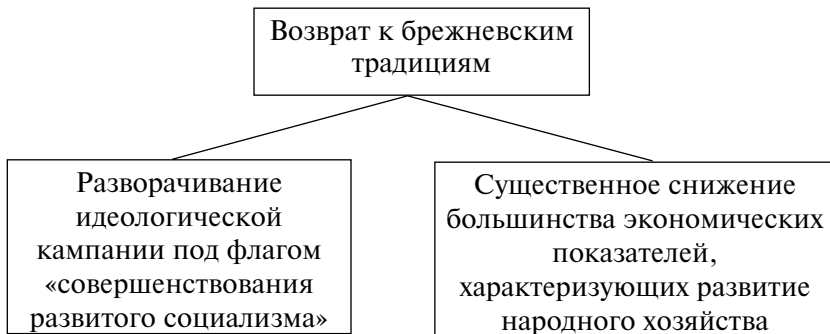 Возврат к брежневским
традициям
Разворачивание
идеологической
кампании под флагом
«совершенствования
развитого социализма»
Существенное снижение
большинства экономических
показателей,
характеризующих развитие
народного хозяйства